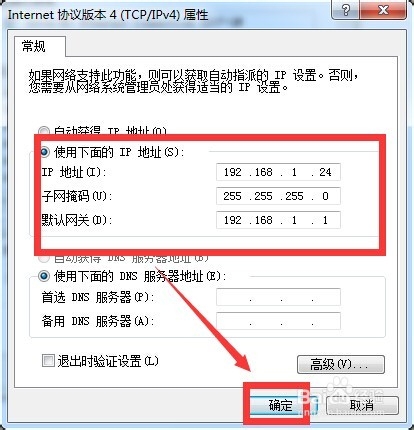 Internet 协议版本 4 (TCP/IPv4) 属性
常规
如果网络支持此功能，则可以获取自动指派的 IP 设置。否则，
您需要从网络系统管理员处获得适当的 IP 设置。
自动获得 IP 地址(O)
使用下面的 IP 地址(S):
IP 地址(I): 192 .168 . 1 . 24
子网掩码(U): 255 .255 .255 . 0
默认网关(D): 192 .168 . 1 . 1
自动获得 DNS 服务器地址(B)
使用下面的 DNS 服务器地址(E):
首选 DNS 服务器(P): . . .
备用 DNS 服务器(A): . . .
退出时验证设置(L)
高级(V)...
确定 取消